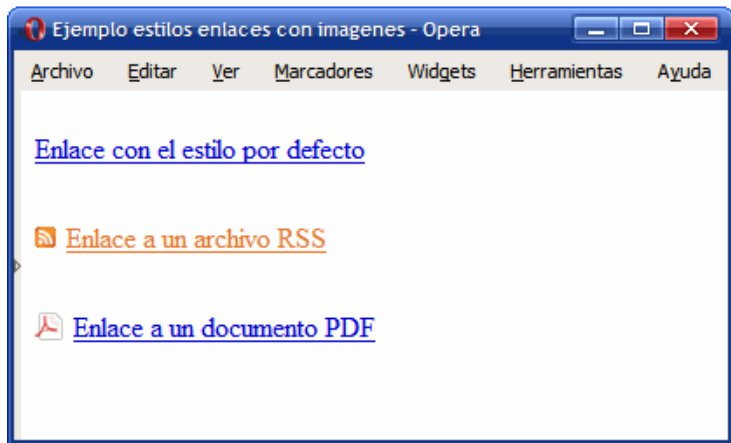 Ejemplo estilos enlaces con imagenes - Opera
Archivo Editar Ver Marcadores Widgets Herramientas Ayuda
Enlace con el estilo por defecto
Enlace a un archivo RSS
Enlace a un documento PDF